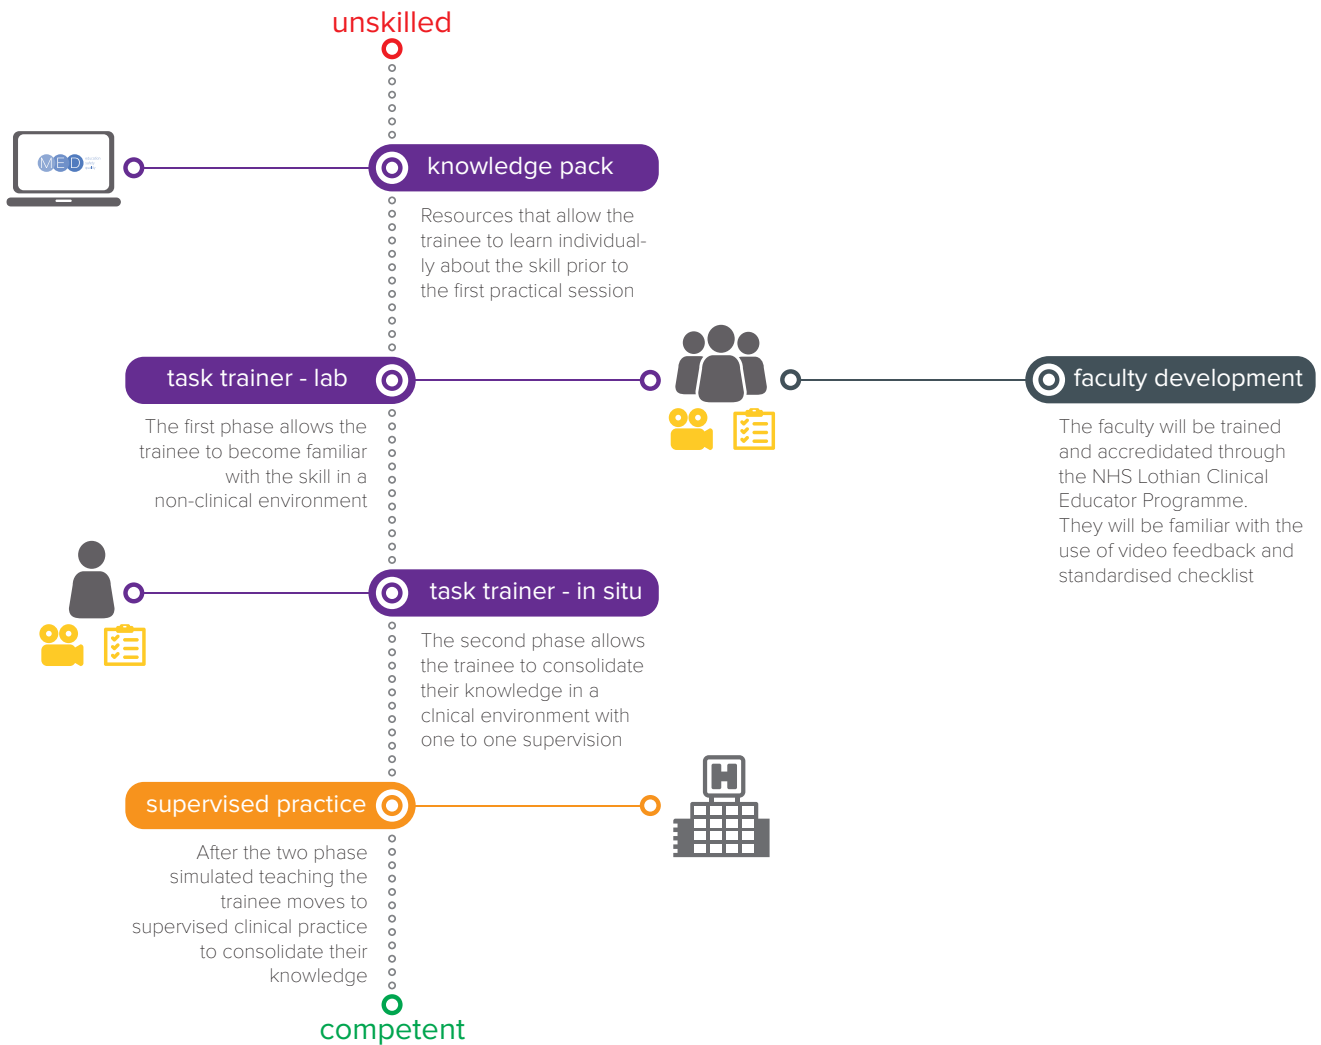 unskilled
MED
knowledge pack
Resources that allow the
trainee to learn individual-
ly about the skill prior to
the first practical session
task trainer - lab
The first phase allows the
trainee to become familiar
with the skill in a
non-clinical environment
faculty development
The faculty will be trained
and accredidated through
the NHS Lothian Clinical
Educator Programme.
They will be familiar with the
use of video feedback and
standardised checklist
task trainer - in situ
The second phase allows
the trainee to consolidate
their knowledge in a
clnical environment with
one to one supervision
H
supervised practice
After the two phase
simulated teaching the
trainee moves to
supervised clinical practice
to consolidate their
knowledge
competent